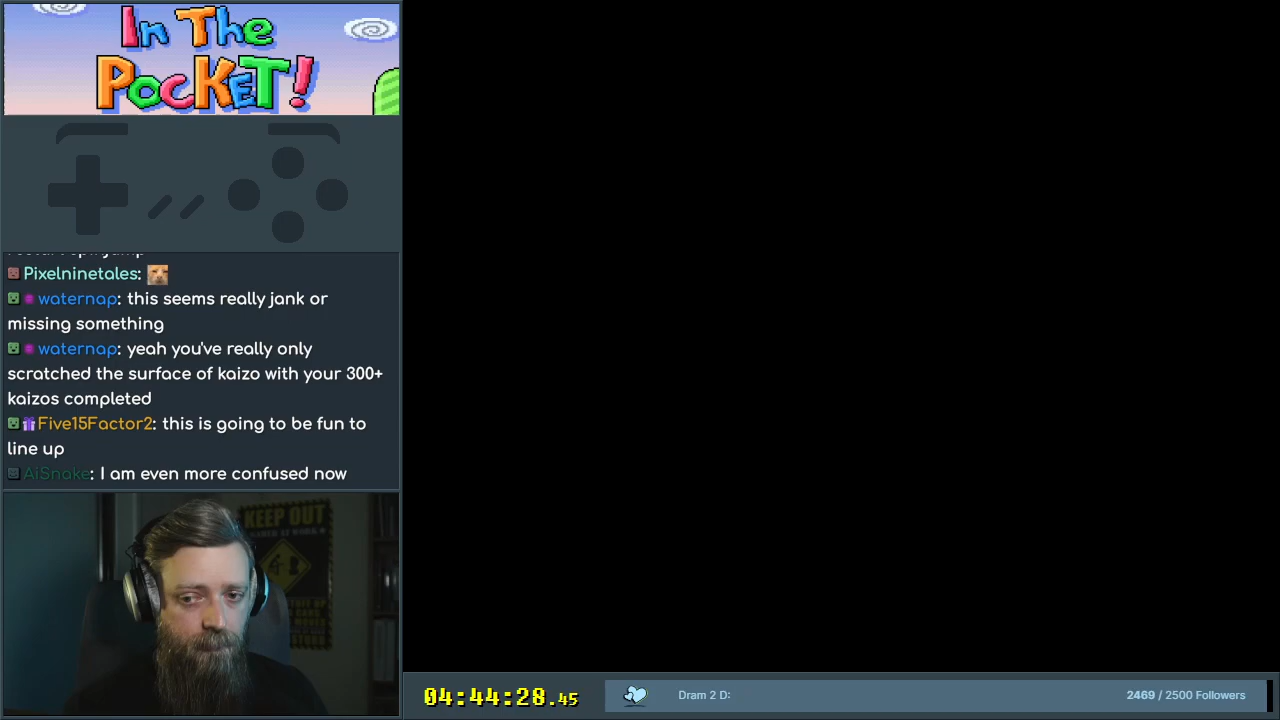 In The
POCKET!
Pixelninetales:
waternap: this seems really jank or
missing something
waternap: yeah you've really only
scratched the surface of kaizo with your 300+
kaizos completed
Five15Factor2: this is going to be fun to
line up
AiSnake: I am even more confused now
KEEP OUT
04:44:28.45
Dram 2 D:
2469 / 2500 Followers